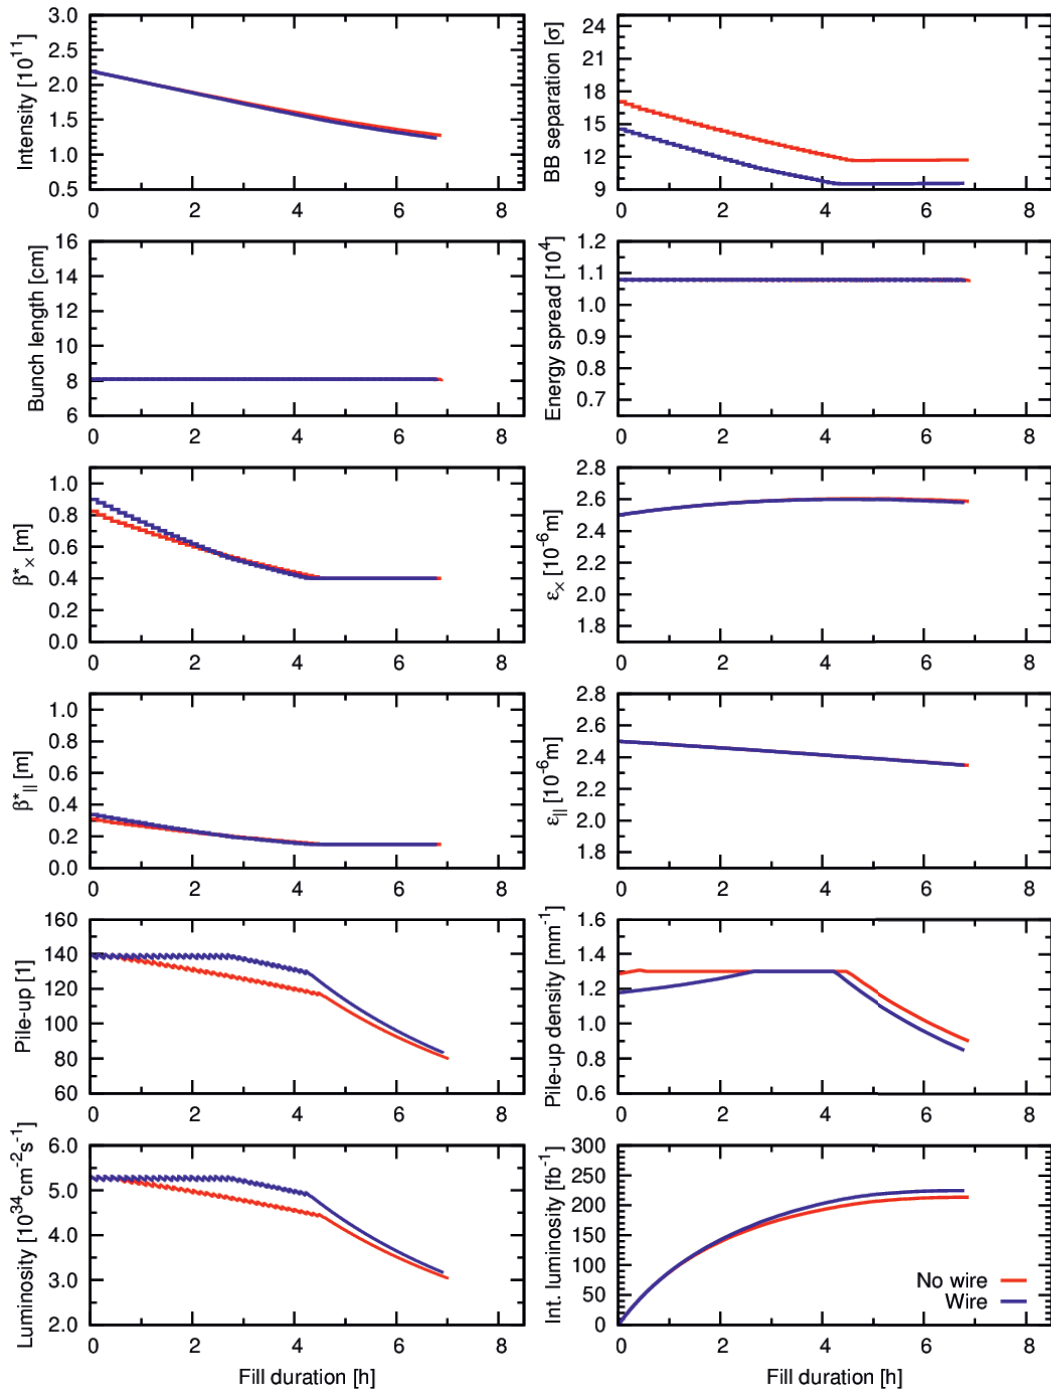 Intensity [10^11]
3.0
2.5
2.0
1.5
1.0
0.5
0 2 4 6 8
BB separation [σ]
24
21
18
15
12
9
0 2 4 6 8
Bunch length [cm]
16
14
12
10
8
6
0 2 4 6 8
Energy spread [10^4]
1.2
1.1
1.0
0.9
0.8
0.7
0 2 4 6 8
β*× [m]
1.0
0.8
0.6
0.4
0.2
0.0
0 2 4 6 8
ε× [10^-6m]
2.8
2.6
2.4
2.2
2.0
1.8
0 2 4 6 8
β*|| [m]
1.0
0.8
0.6
0.4
0.2
0.0
0 2 4 6 8
ε|| [10^-6m]
2.8
2.6
2.4
2.2
2.0
1.8
0 2 4 6 8
Pile-up [1]
160
140
120
100
80
60
0 2 4 6 8
Pile-up density [mm^-1]
1.6
1.4
1.2
1.0
0.8
0.6
0 2 4 6 8
Luminosity [10^34cm^-2s^-1]
6.0
5.0
4.0
3.0
2.0
0 2 4 6 8
Fill duration [h]
Int. luminosity [fb^-1]
300
250
200
150
100
50
0
No wire
Wire
0 2 4 6 8
Fill duration [h]